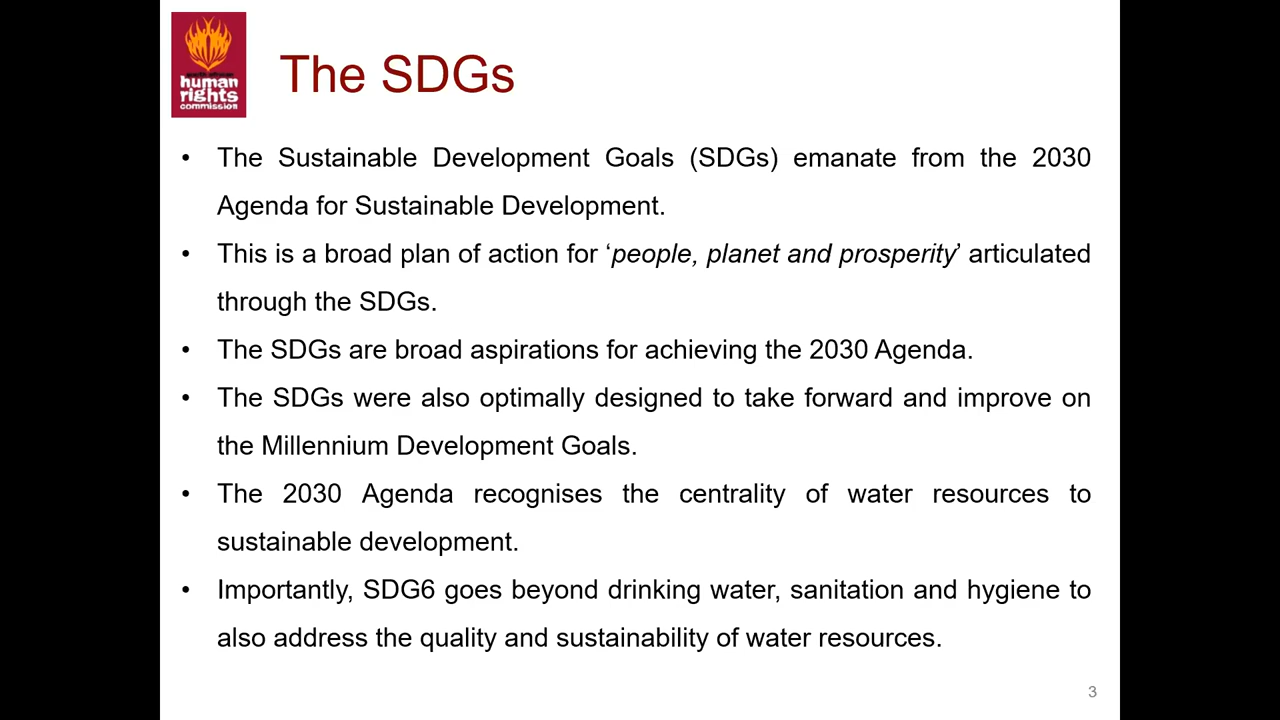 south african
human
rights
commission
The SDGs
• The Sustainable Development Goals (SDGs) emanate from the 2030
Agenda for Sustainable Development.
• This is a broad plan of action for ‘people, planet and prosperity’ articulated
through the SDGs.
• The SDGs are broad aspirations for achieving the 2030 Agenda.
• The SDGs were also optimally designed to take forward and improve on
the Millennium Development Goals.
• The 2030 Agenda recognises the centrality of water resources to
sustainable development.
• Importantly, SDG6 goes beyond drinking water, sanitation and hygiene to
also address the quality and sustainability of water resources.
3